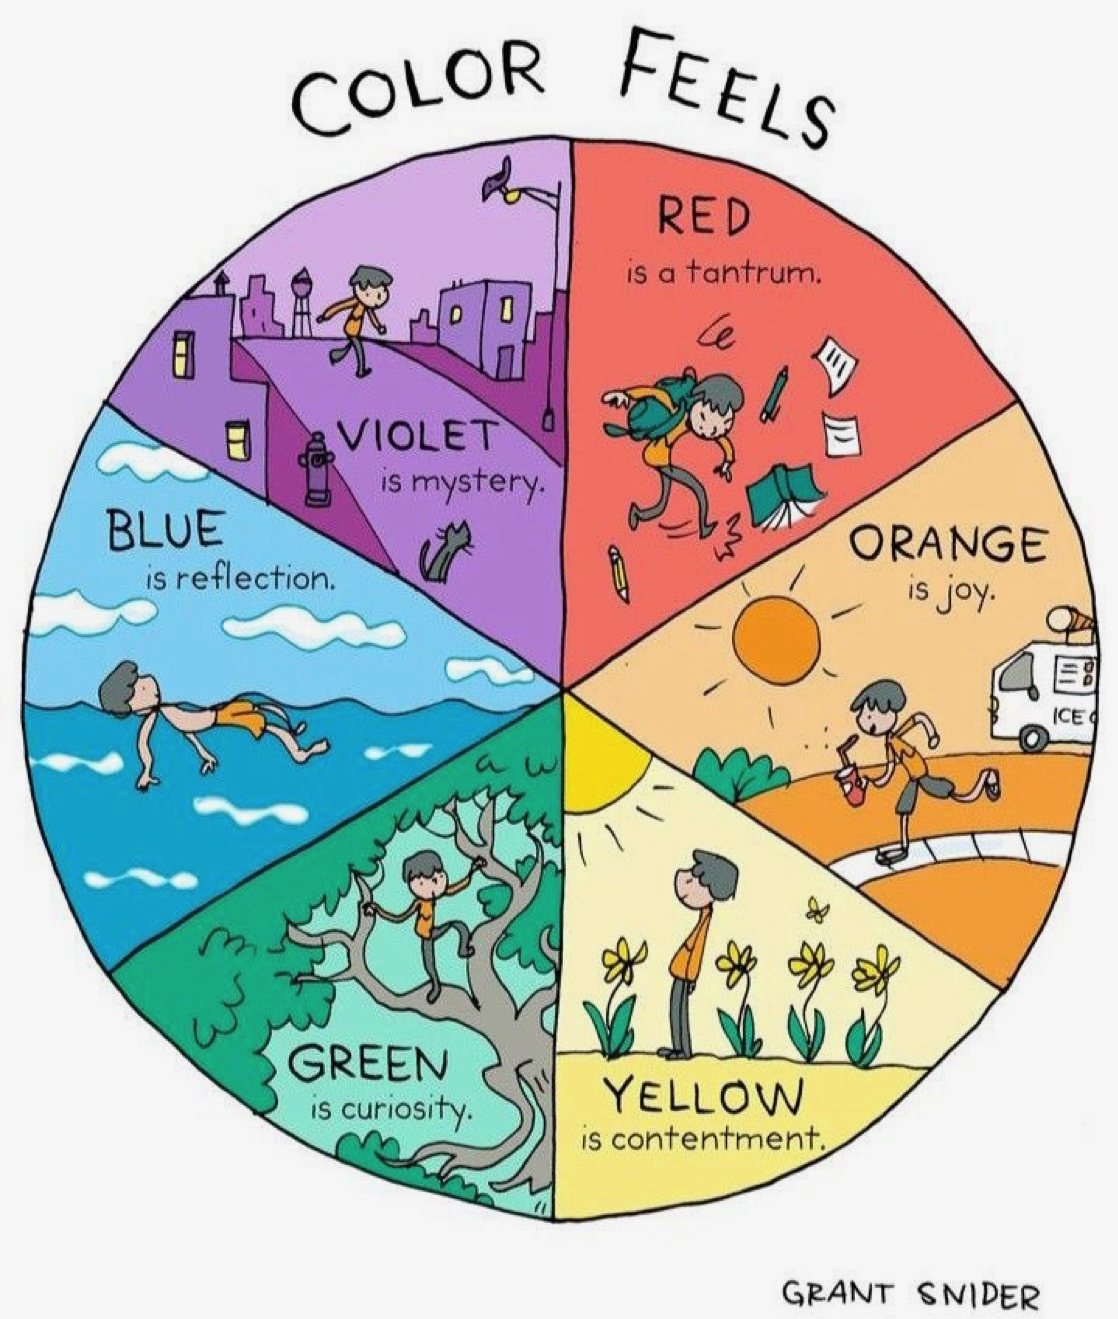 COLOR FEELS
RED
is a tantrum.
ORANGE
is joy.
ICE
YELLOW
is contentment.
GREEN
is curiosity.
BLUE
is reflection.
VIOLET
is mystery.
GRANT SNIDER